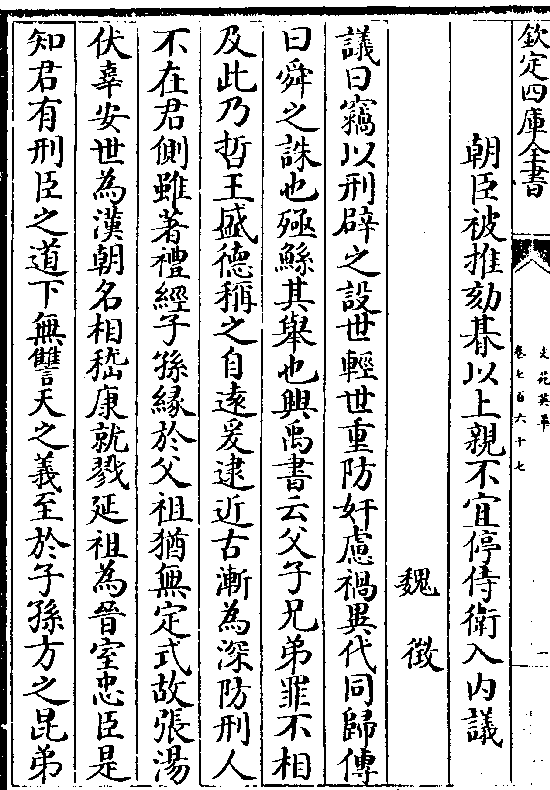 欽定四庫全書
文苑英華
卷七百六十七
一
朝臣被推劾朞以上親不宜停侍衛入内議
魏徵
議曰竊以刑辟之設世輕世重防奸慮禍異代同歸傳
曰舜之誅也殛鯀其舉也興禹書云父子兄弟罪不相
及此乃哲王盛德稱之自遠爰逮近古漸為深防刑人
不在君側雖著禮經子孫緣於父祖猶無定式故張湯
伏辜安世為漢朝名相嵇康就戮延祖為晉室忠臣是
知君有刑臣之道下無讐天之義至於子孫方之昆弟